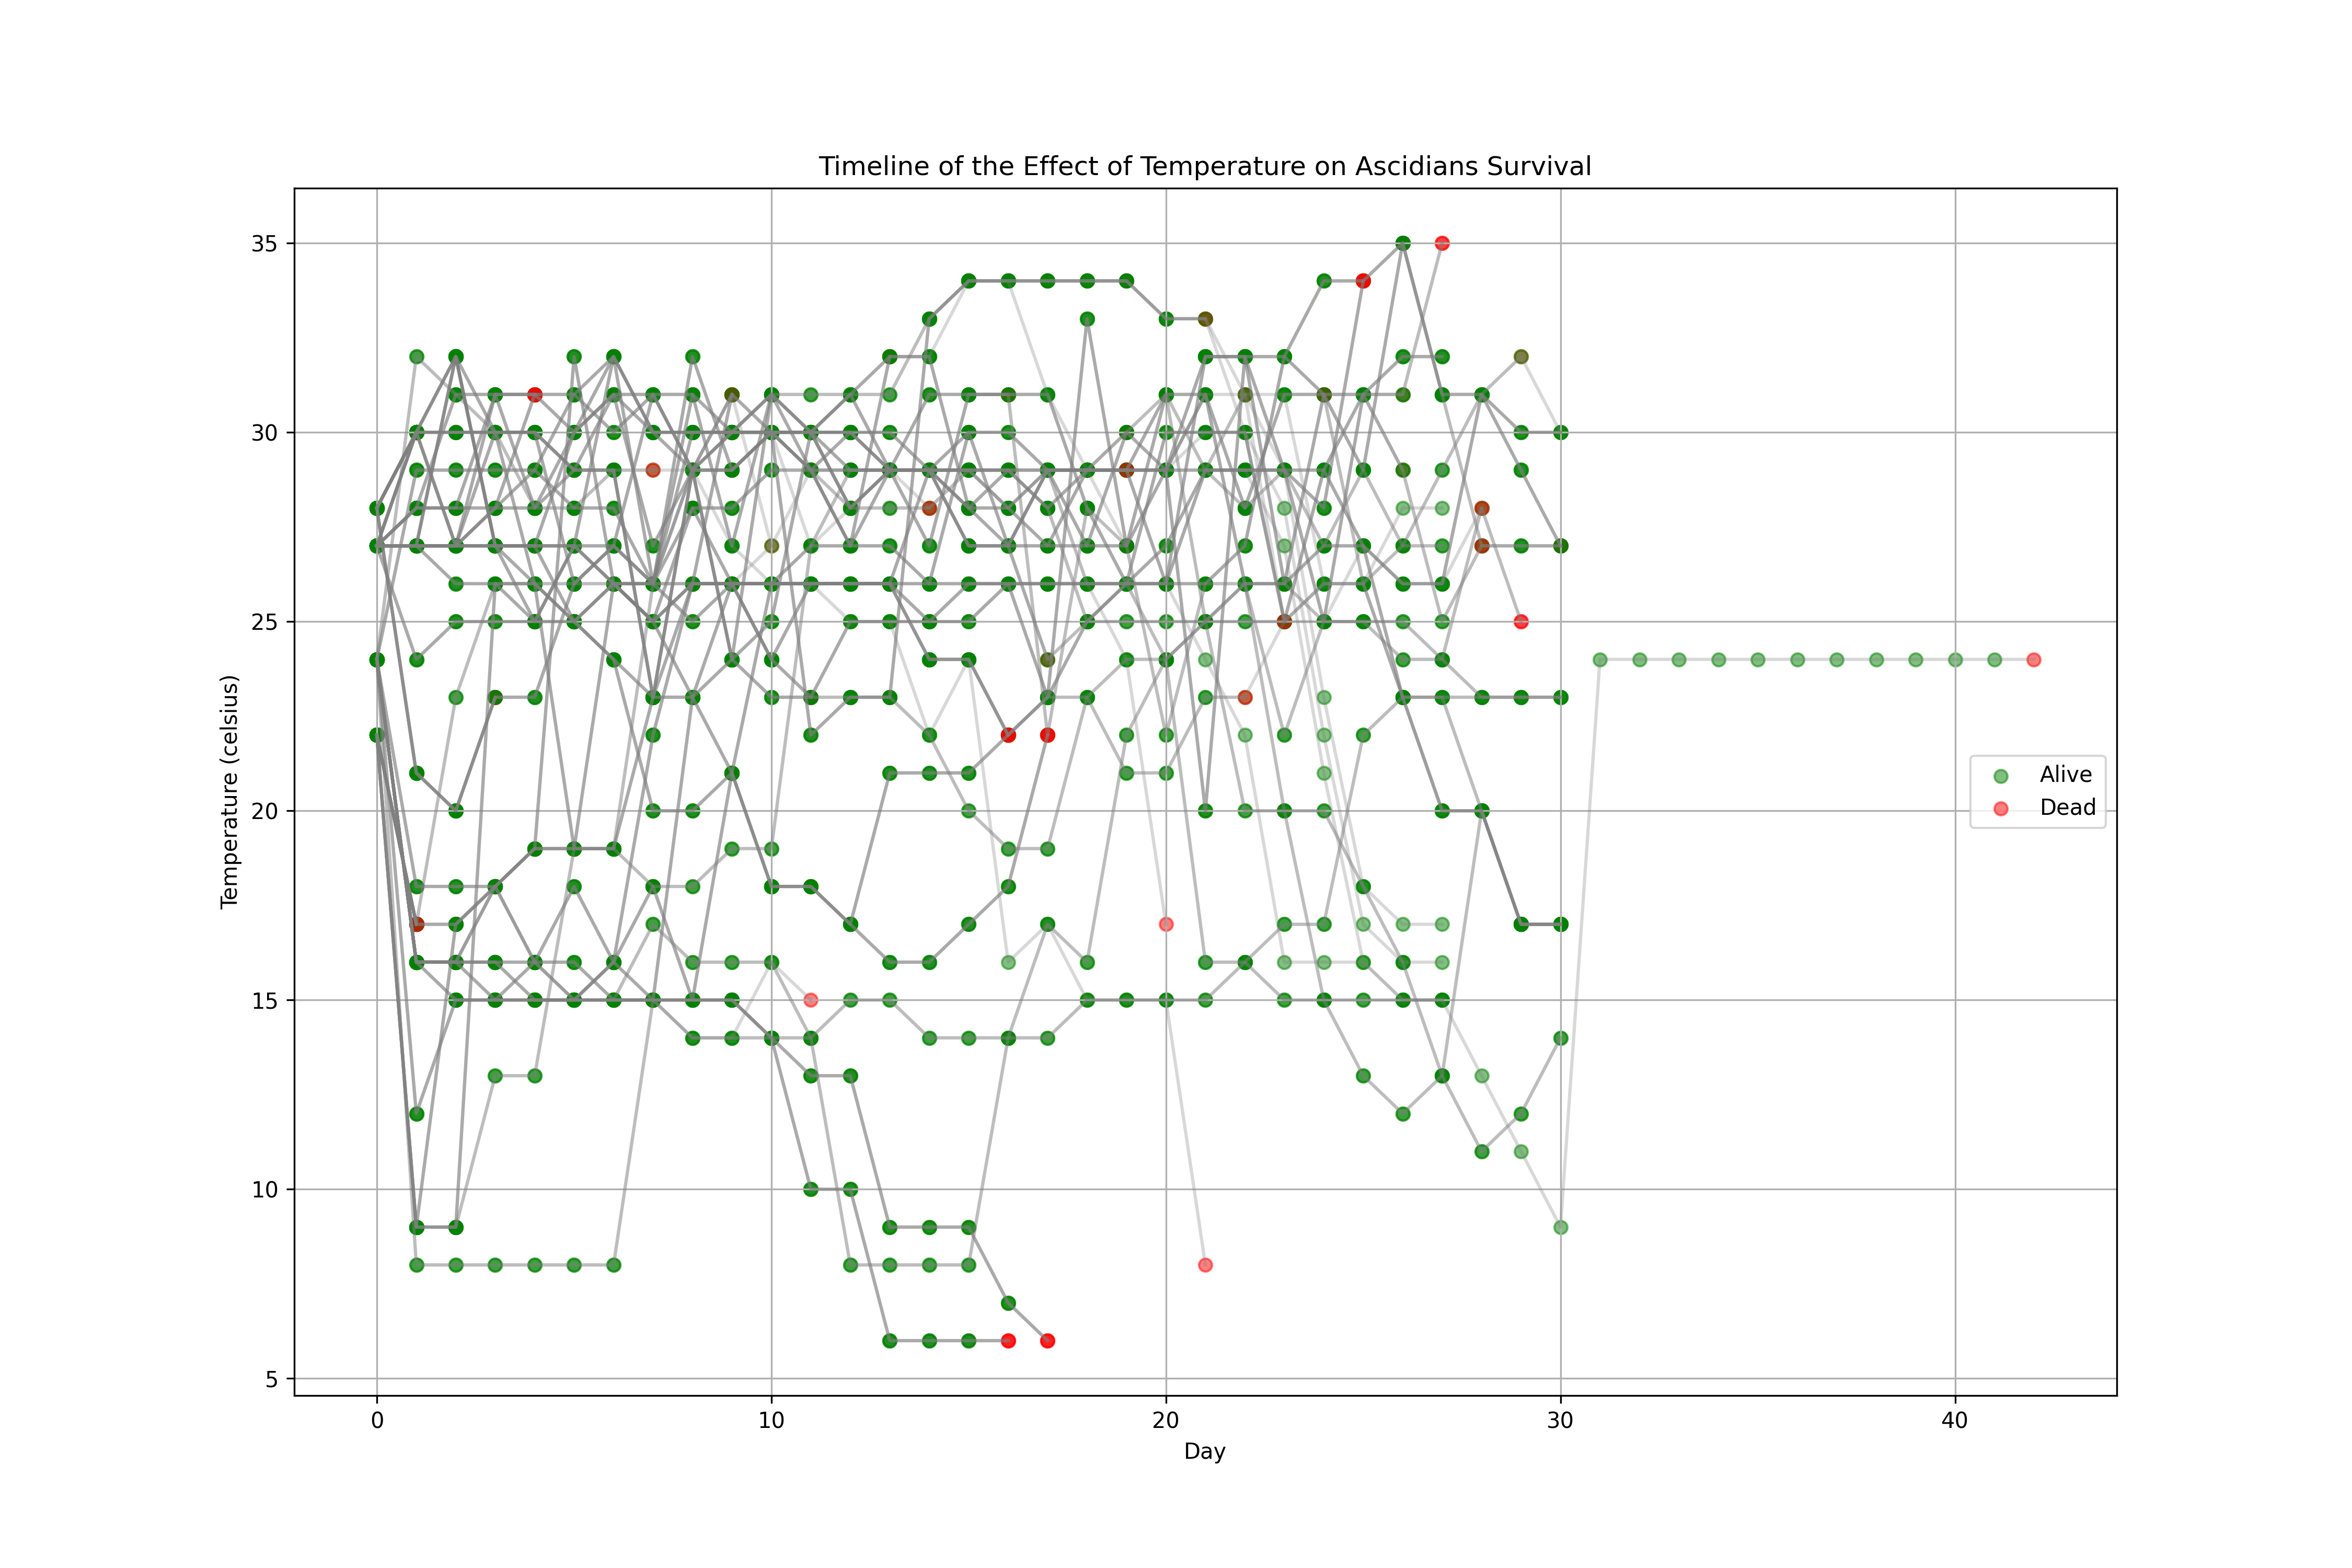 Timeline of the Effect of Temperature on Ascidians Survival
Temperature (celsius)
35
30
25
20
15
10
5
Alive
Dead
0 10 20 30 40
Day